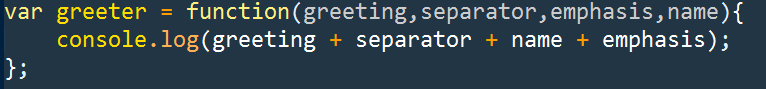 var greeter = function(greeting,separator,emphasis,name){
    console.log(greeting + separator + name + emphasis);
};